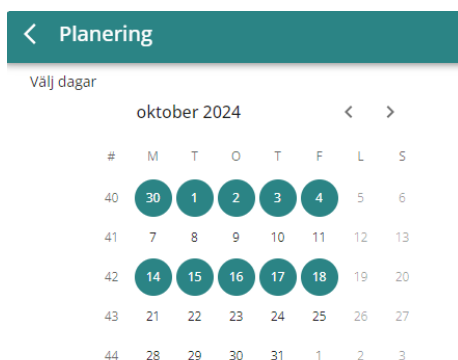 Planering
Välj dagar
oktober 2024
# M T O T F L S
40 30 1 2 3 4 5 6
41 7 8 9 10 11 12 13
42 14 15 16 17 18 19 20
43 21 22 23 24 25 26 27
44 28 29 30 31 1 2 3